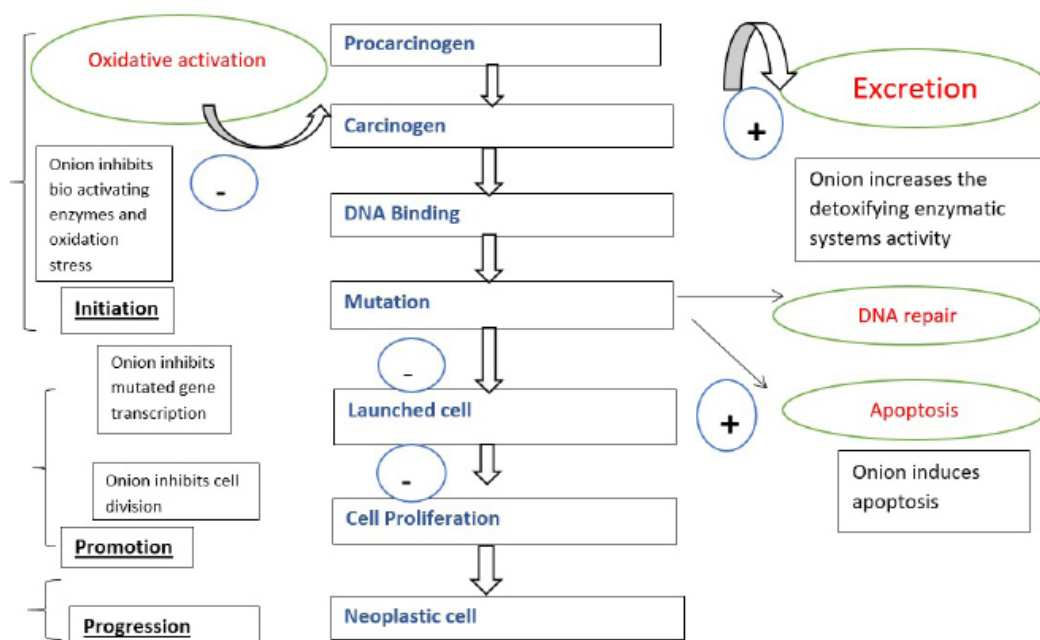 Oxidative activation
Procarcinogen
Excretion
Carcinogen
+
Onion inhibits
bio activating
enzymes and
oxidation
stress
-
DNA Binding
Onion increases the
detoxifying enzymatic
systems activity
Initiation
Mutation
DNA repair
Onion inhibits
mutated gene
transcription
-
Launched cell
+
Apoptosis
Onion inhibits cell
division
-
Cell Proliferation
Onion induces
apoptosis
Promotion
Progression
Neoplastic cell